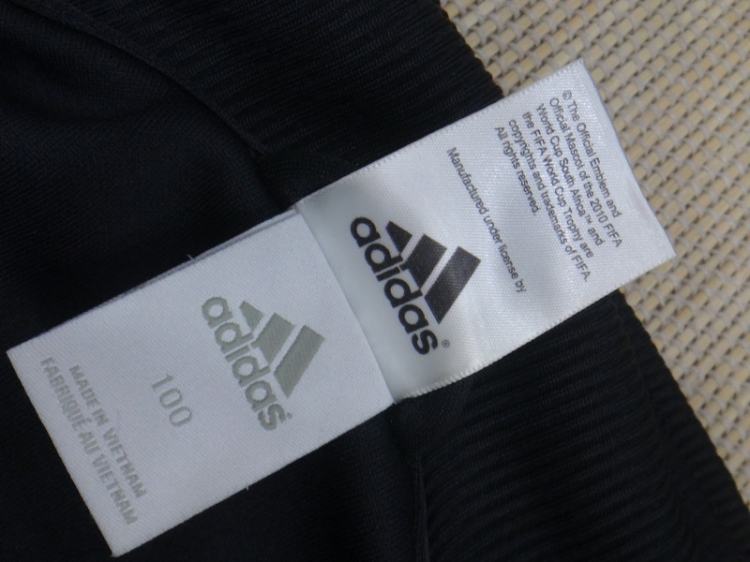 © The Official Emblem and
Official Mascot of the 2010 FIFA
World Cup South Africa™ and
the FIFA World Cup Trophy are
copyrights and trademarks of FIFA.
All rights reserved.
Manufactured under license by
adidas®
adidas
100
MADE IN VIETNAM
FABRIQUÉ AU VIETNAM